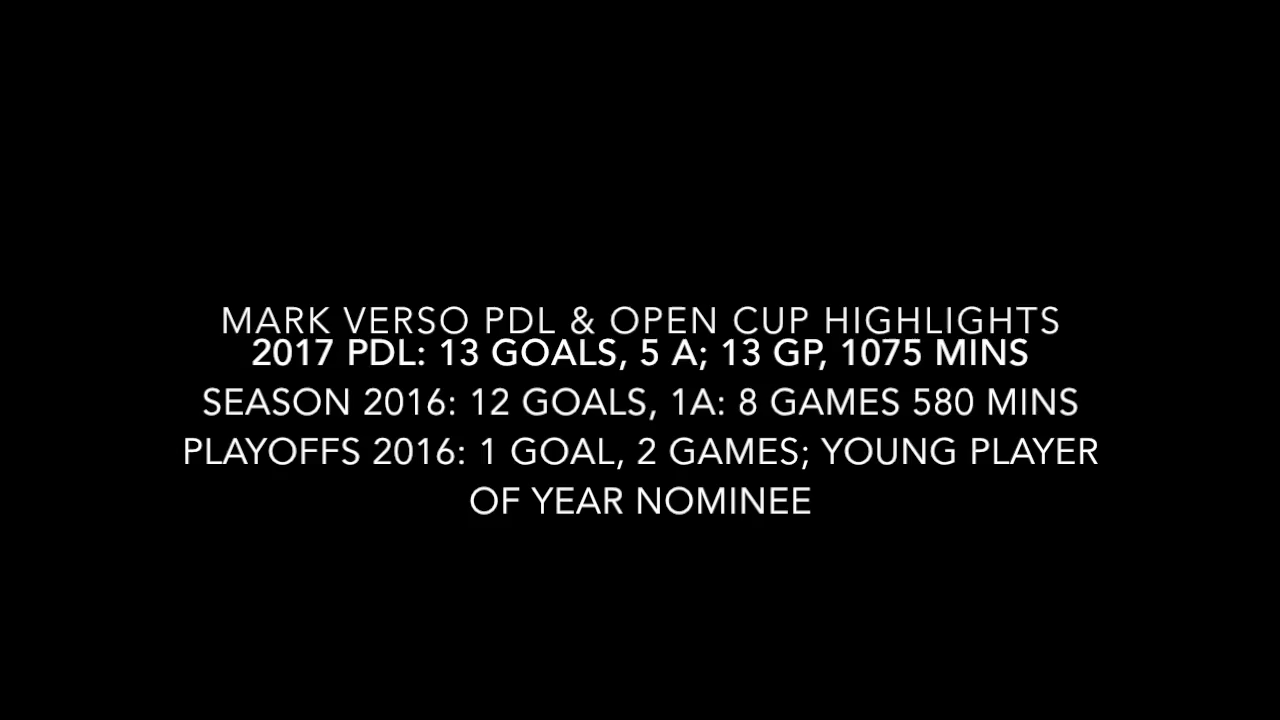 MARK VERSO PDL & OPEN CUP HIGHLIGHTS
2017 PDL: 13 GOALS, 5 A; 13 GP, 1075 MINS
SEASON 2016: 12 GOALS, 1A: 8 GAMES 580 MINS
PLAYOFFS 2016: 1 GOAL, 2 GAMES; YOUNG PLAYER
OF YEAR NOMINEE